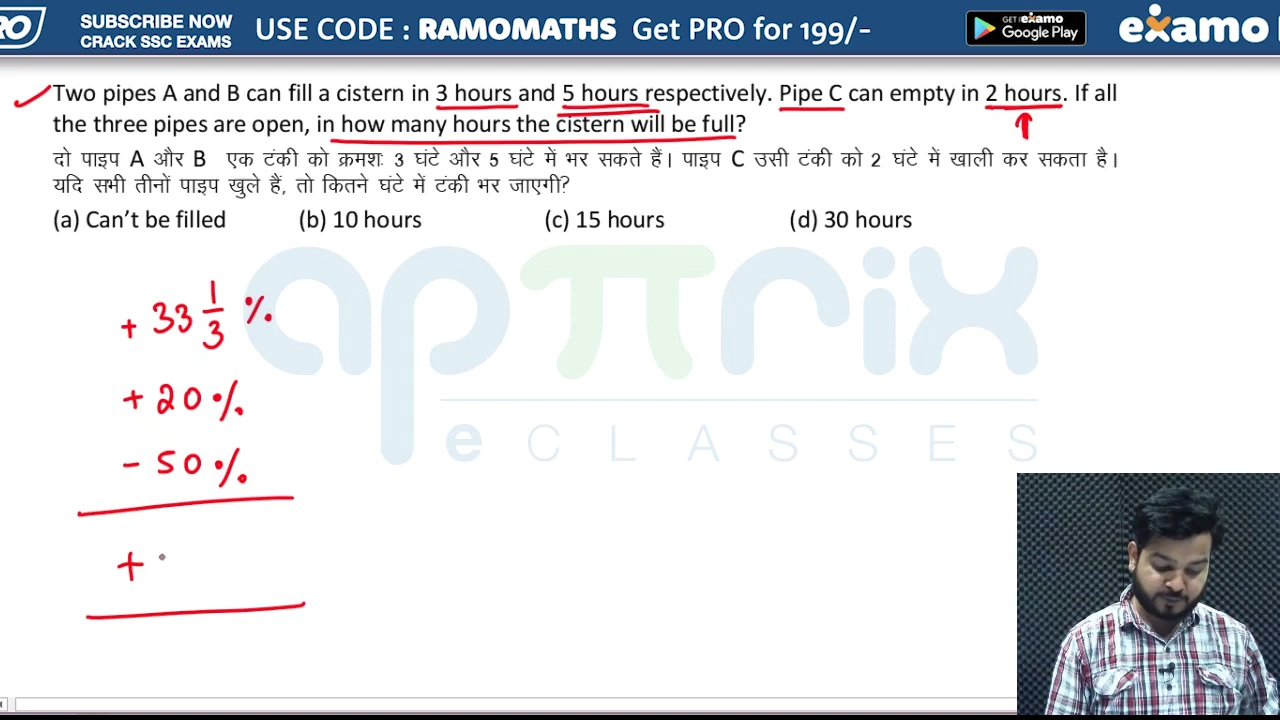 RO
SUBSCRIBE NOW
CRACK SSC EXAMS
USE CODE : RAMOMATHS Get PRO for 199/-
GET IT examo
Google Play
examo
Two pipes A and B can fill a cistern in 3 hours and 5 hours respectively. Pipe C can empty in 2 hours. If all
the three pipes are open, in how many hours the cistern will be full?
दो पाइप A और B एक टंकी को क्रमशः 3 घंटे और 5 घंटे में भर सकते हैं। पाइप C उसी टंकी को 2 घंटे में खाली कर सकता है।
यदि सभी तीनों पाइप खुले हैं, तो कितने घंटे में टंकी भर जाएगी?
(a) Can’t be filled (b) 10 hours (c) 15 hours (d) 30 hours
apπrix
e CLASSES
+ 33 1/3 %
+ 20 %
- 50 %
+